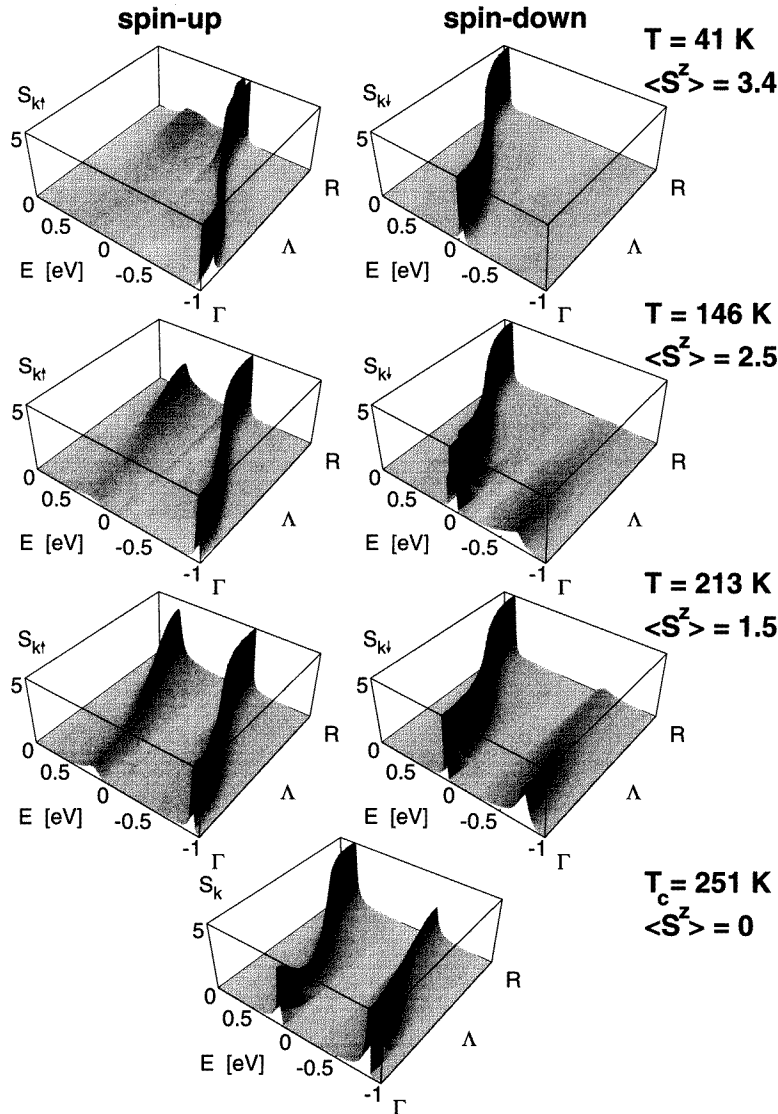 spin-up
spin-down
T = 41 K
<S^z> = 3.4
S_k↑
5
0
0.5
0
-0.5
-1
E [eV]
Γ
Λ
R
S_k↓
5
0
0.5
0
-0.5
-1
E [eV]
Γ
Λ
R
T = 146 K
<S^z> = 2.5
S_k↑
5
0
0.5
0
-0.5
-1
E [eV]
Γ
Λ
R
S_k↓
5
0
0.5
0
-0.5
-1
E [eV]
Γ
Λ
R
T = 213 K
<S^z> = 1.5
S_k↑
5
0
0.5
0
-0.5
-1
E [eV]
Γ
Λ
R
S_k↓
5
0
0.5
0
-0.5
-1
E [eV]
Γ
Λ
R
T_c = 251 K
<S^z> = 0
S_k
5
0
0.5
0
-0.5
-1
E [eV]
Γ
Λ
R